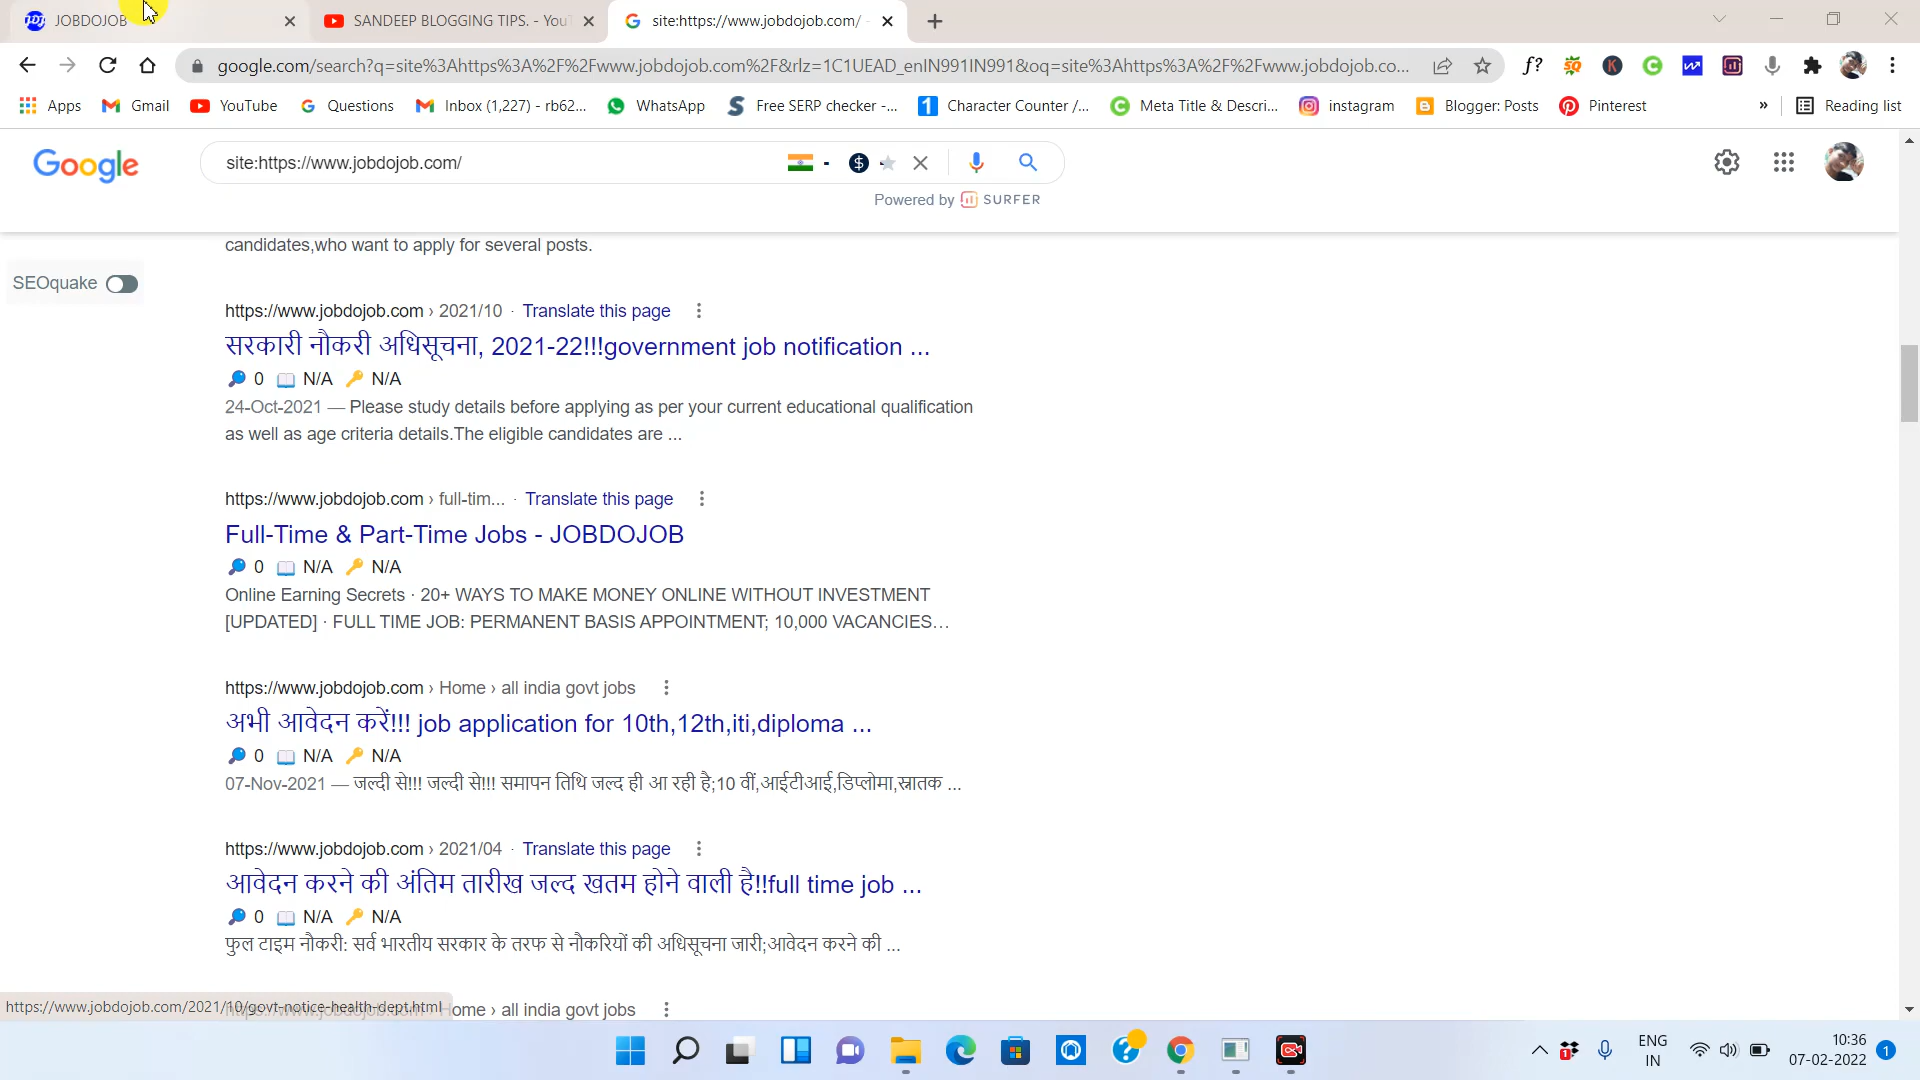 JOBDOJOB
SANDEEP BLOGGING TIPS. - You
site:https://www.jobdojob.com/ -
google.com/search?q=site%3Ahttps%3A%2F%2Fwww.jobdojob.com%2F&rlz=1C1UEAD_enIN991IN991&oq=site%3Ahttps%3A%2F%2Fwww.jobdojob.co...
Apps
Gmail
YouTube
Questions
Inbox (1,227) - rb62...
WhatsApp
Free SERP checker -...
Character Counter /...
Meta Title & Descri...
instagram
Blogger: Posts
Pinterest
»
Reading list
Google
site:https://www.jobdojob.com/
Powered by SURFER
candidates,who want to apply for several posts.
SEOquake
https://www.jobdojob.com › 2021/10 · Translate this page
सरकारी नौकरी अधिसूचना, 2021-22!!!government job notification ...
0 N/A N/A
24-Oct-2021 — Please study details before applying as per your current educational qualification
as well as age criteria details.The eligible candidates are ...
https://www.jobdojob.com › full-tim... · Translate this page
Full-Time & Part-Time Jobs - JOBDOJOB
0 N/A N/A
Online Earning Secrets · 20+ WAYS TO MAKE MONEY ONLINE WITHOUT INVESTMENT
[UPDATED] · FULL TIME JOB: PERMANENT BASIS APPOINTMENT; 10,000 VACANCIES...
https://www.jobdojob.com › Home › all india govt jobs
अभी आवेदन करें!!! job application for 10th,12th,iti,diploma ...
0 N/A N/A
07-Nov-2021 — जल्दी से!!! जल्दी से!!! समापन तिथि जल्द ही आ रही है;10 वीं,आईटीआई,डिप्लोमा,स्नातक ...
https://www.jobdojob.com › 2021/04 · Translate this page
आवेदन करने की अंतिम तारीख जल्द खतम होने वाली है!!full time job ...
0 N/A N/A
फुल टाइम नौकरी: सर्व भारतीय सरकार के तरफ से नौकरियों की अधिसूचना जारी;आवेदन करने की ...
https://www.jobdojob.com/2021/10/govt-notice-health-dept.html
ome › all india govt jobs
ENG
IN
10:36
07-02-2022
1